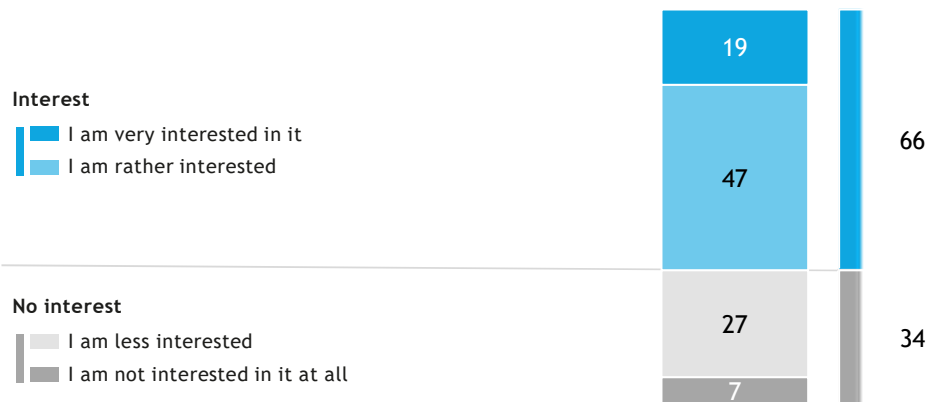 Interest
I am very interested in it
I am rather interested
19
47
66
No interest
I am less interested
I am not interested in it at all
27
7
34